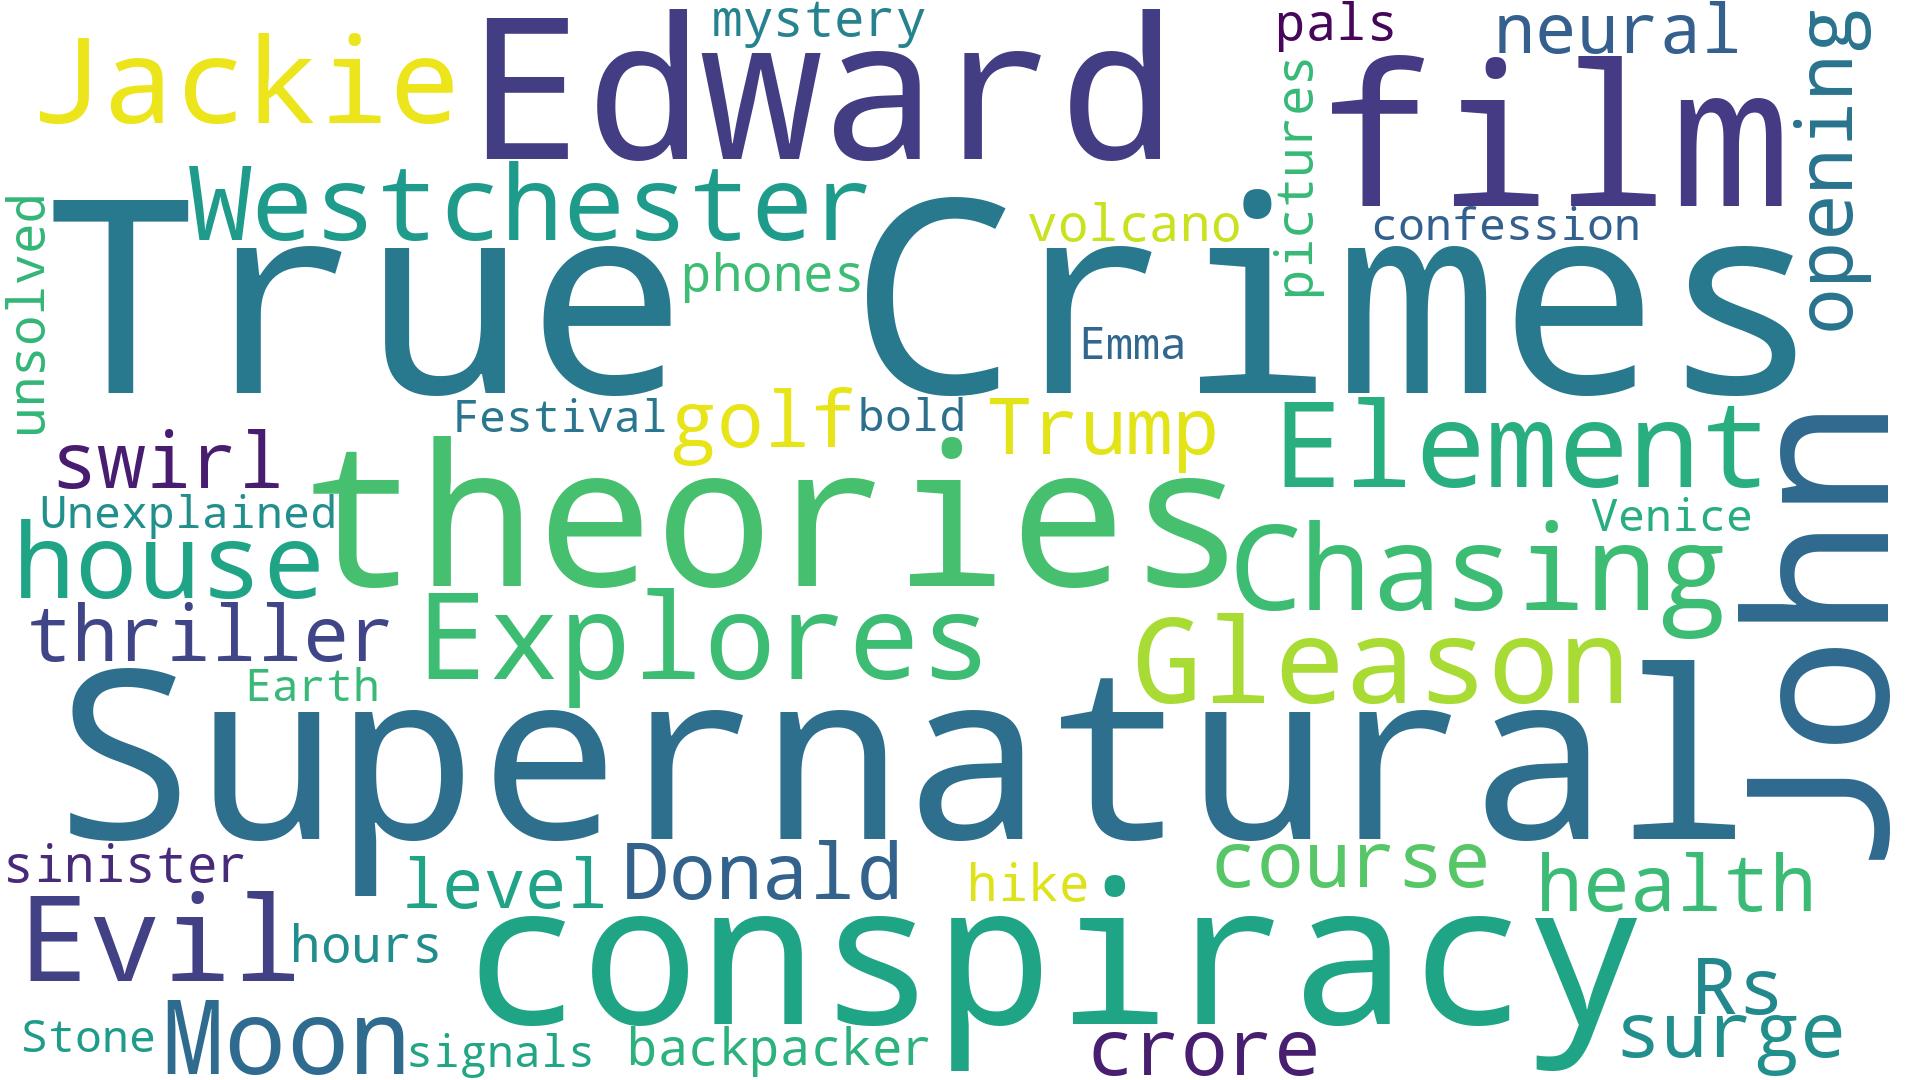 mystery
pals
neural
opening
Jackie
Edward
film
pictures
Westchester
volcano
confession
unsolved
True Crimes
phones
Emma
Festival
golf
bold
Trump
Element
John
swirl
theories
Unexplained
Venice
house
Chasing
thriller
Explores
Gleason
Earth
Supernatural
sinister
level
Donald
hike
course
health
Evil
hours
conspiracy
Rs
Stone
Moon
signals
backpacker
crore
surge